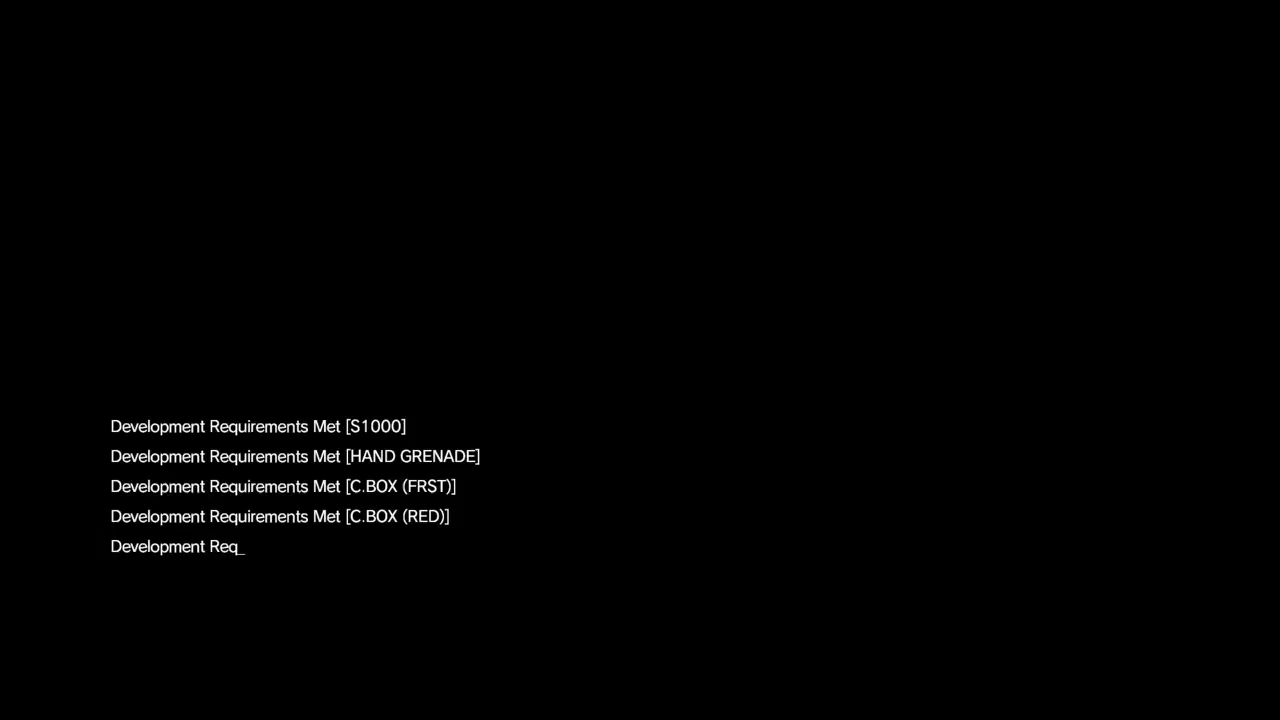 Development Requirements Met [S1000]
Development Requirements Met [HAND GRENADE]
Development Requirements Met [C.BOX (FRST)]
Development Requirements Met [C.BOX (RED)]
Development Req_